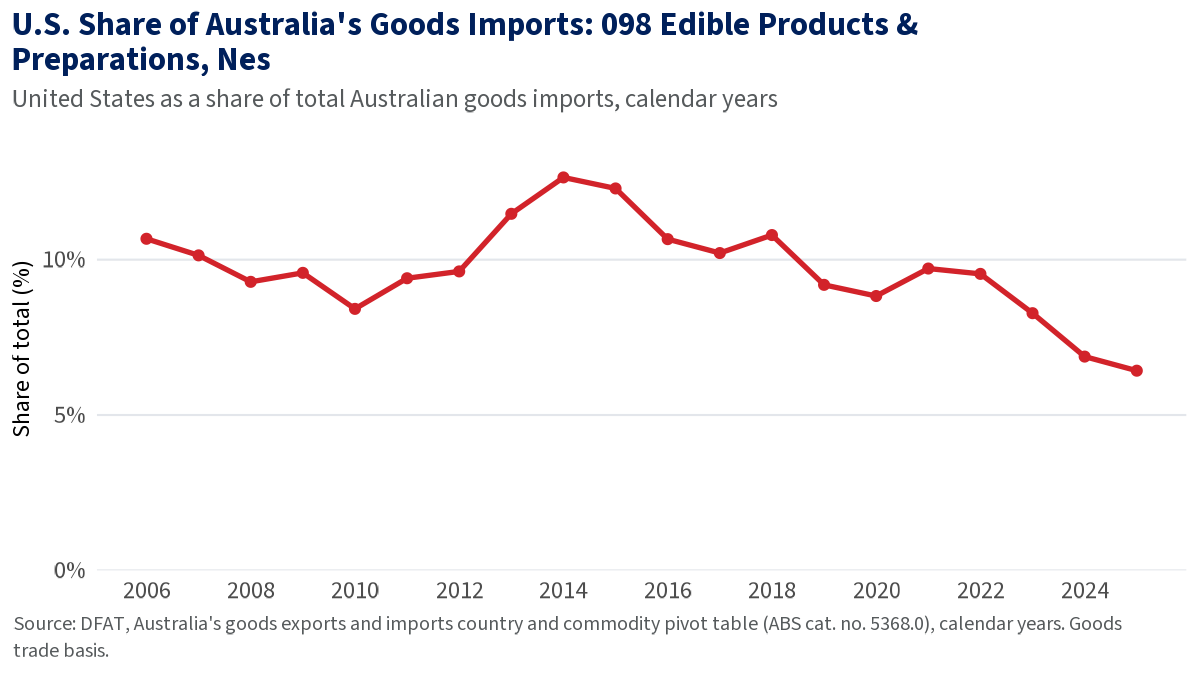 U.S. Share of Australia's Goods Imports: 098 Edible Products &
Preparations, Nes
United States as a share of total Australian goods imports, calendar years
Share of total (%)
10%
5%
0%
2006 2008 2010 2012 2014 2016 2018 2020 2022 2024
Source: DFAT, Australia's goods exports and imports country and commodity pivot table (ABS cat. no. 5368.0), calendar years. Goods
trade basis.